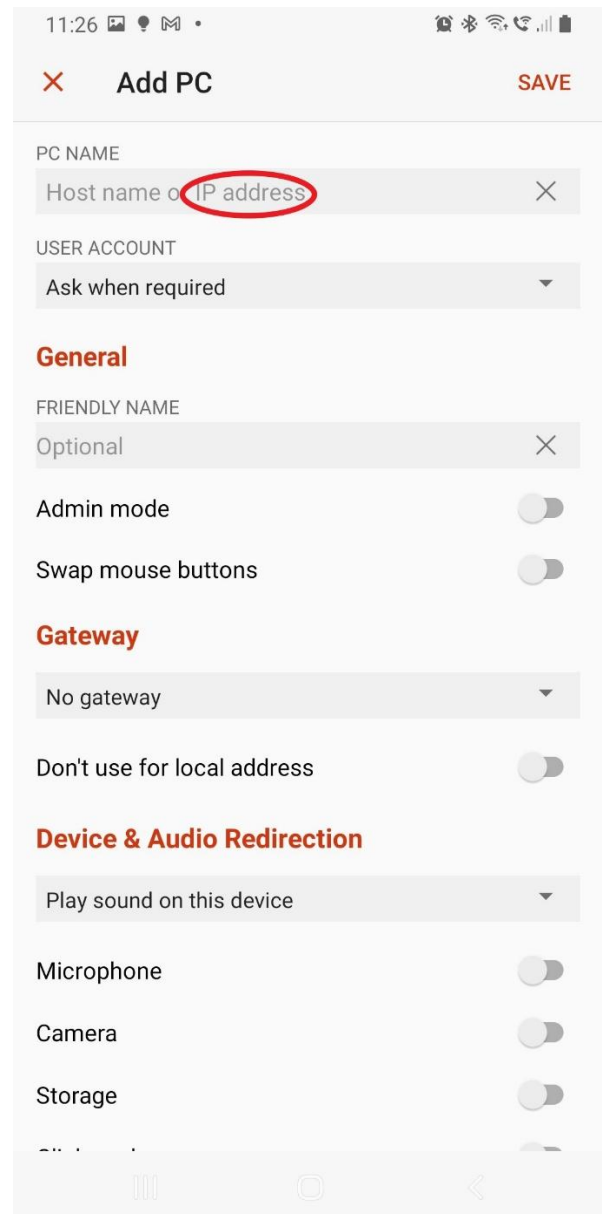 11:26
Add PC
SAVE
PC NAME
Host name o IP address
USER ACCOUNT
Ask when required
General
FRIENDLY NAME
Optional
Admin mode
Swap mouse buttons
Gateway
No gateway
Don't use for local address
Device & Audio Redirection
Play sound on this device
Microphone
Camera
Storage